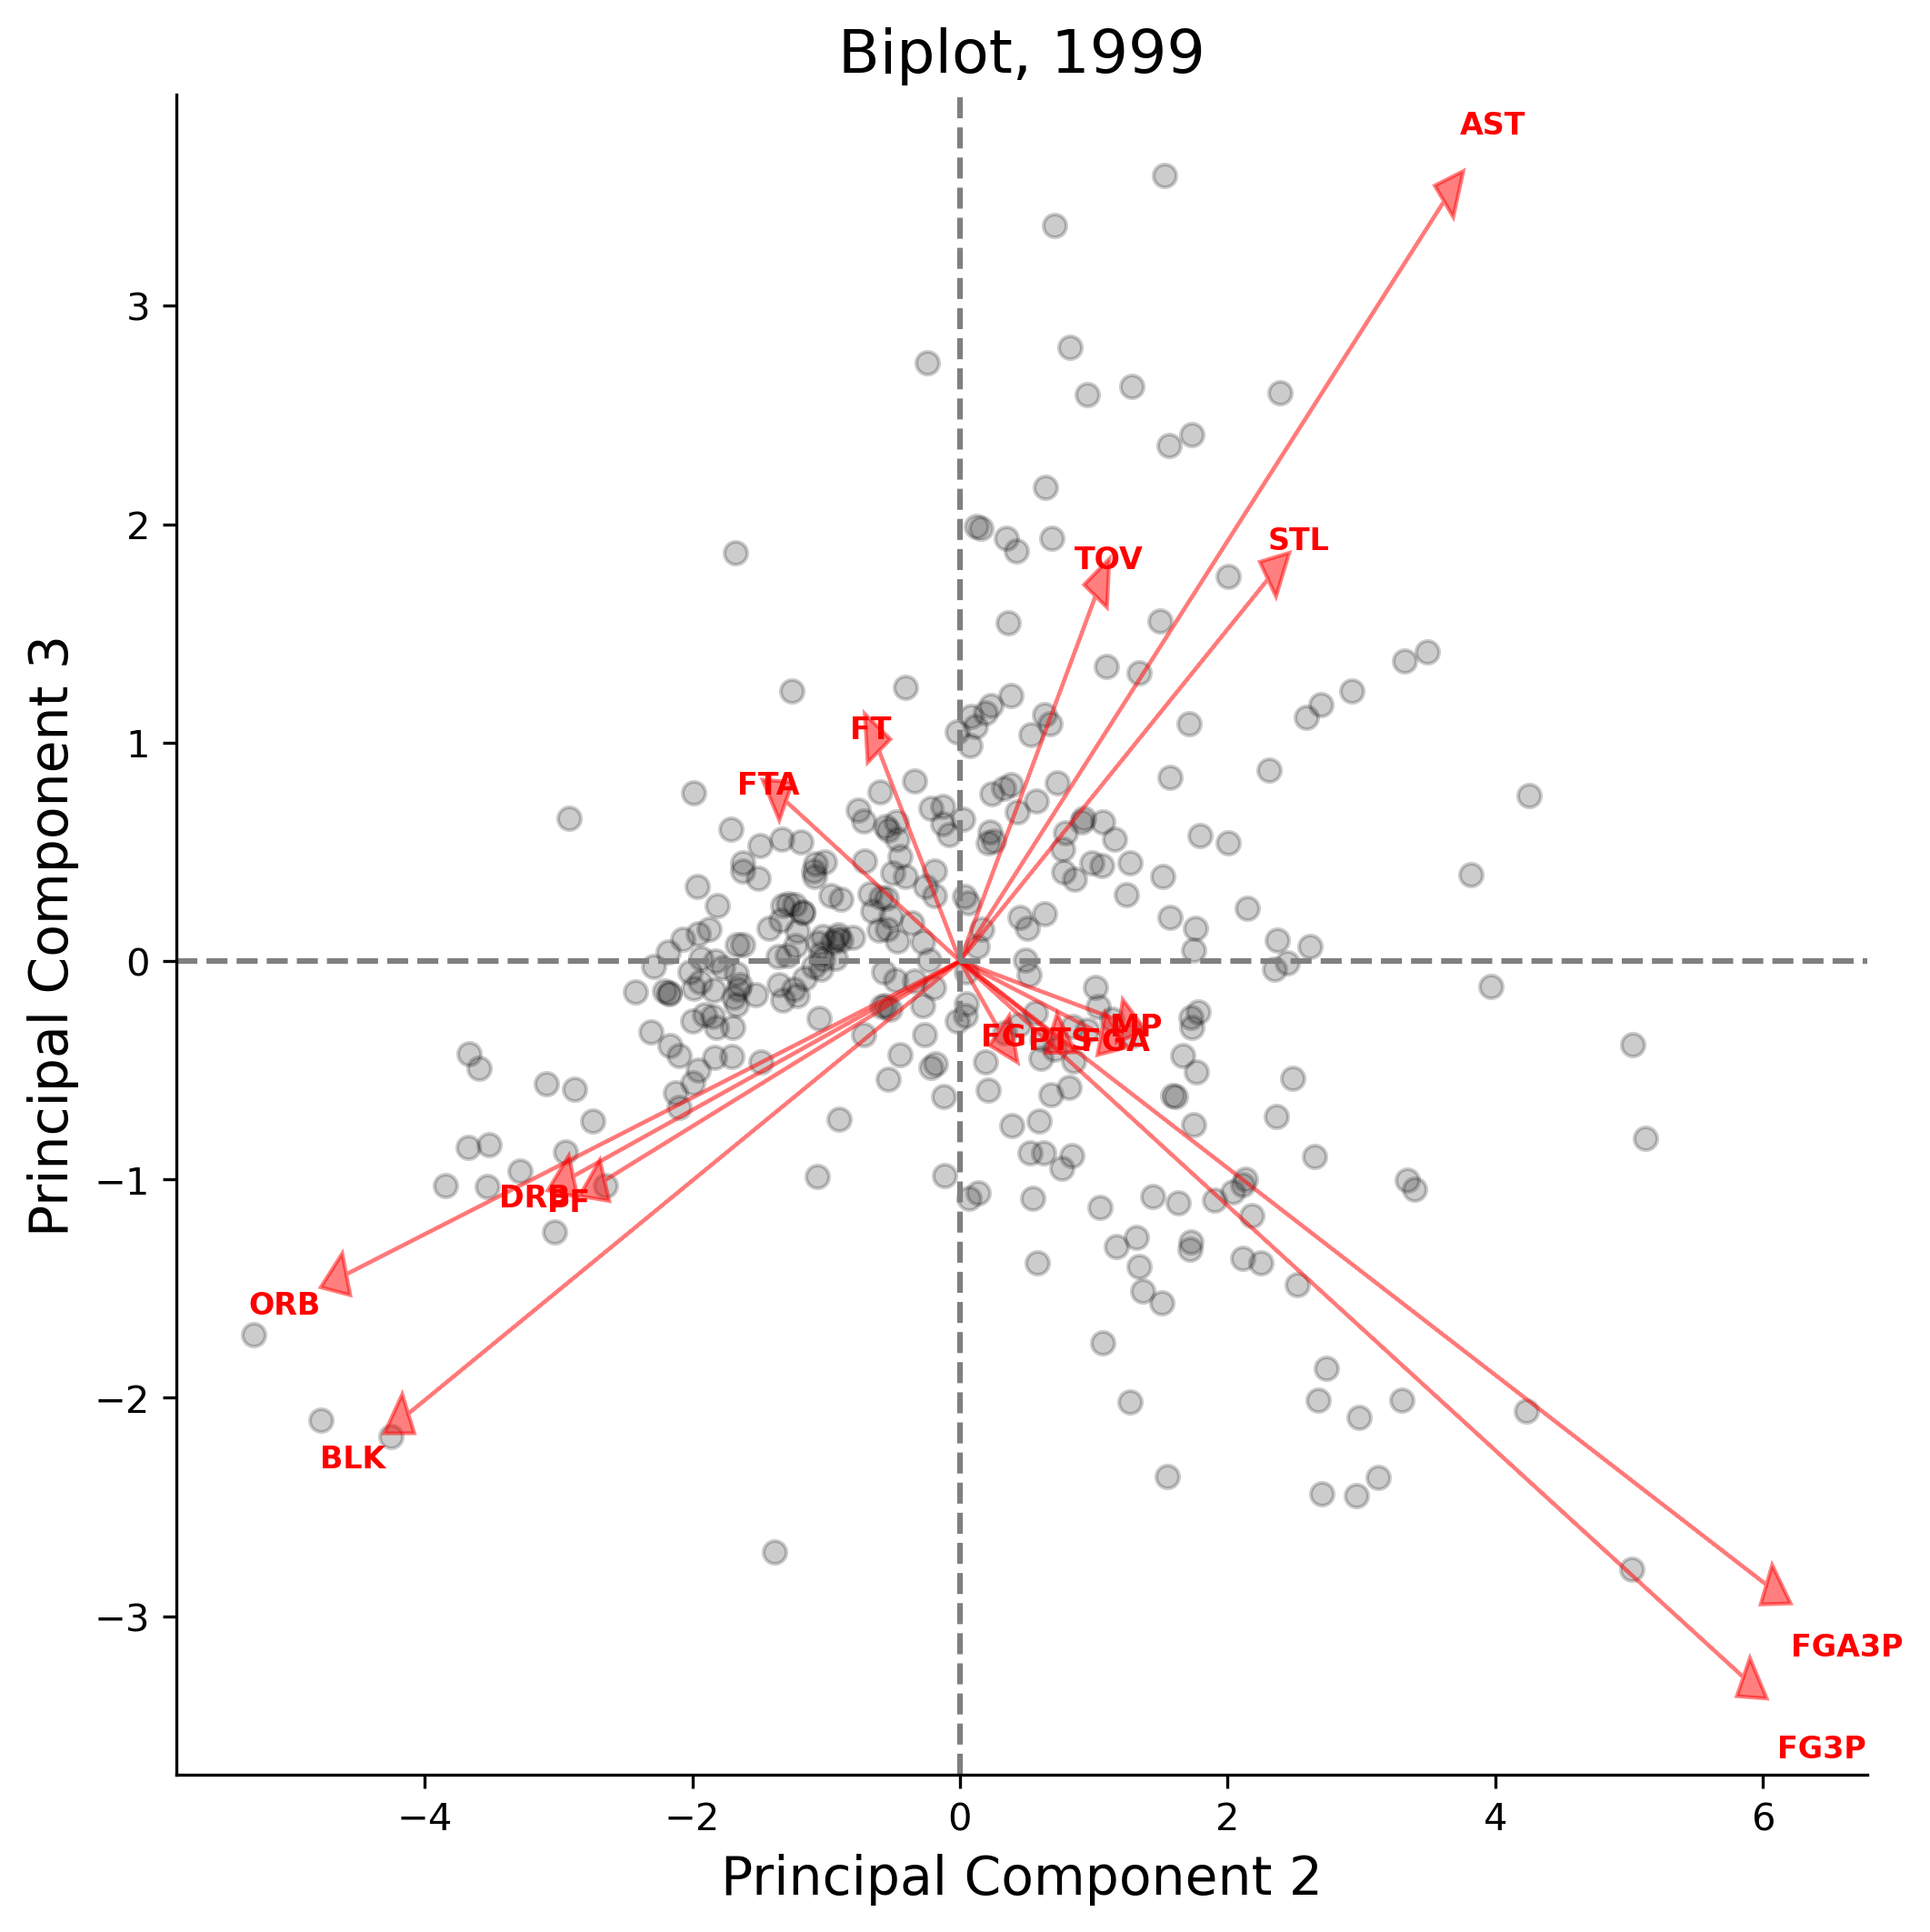 Biplot, 1999
AST
STL
TOV
FT
FTA
MP
FG
PTS
FGA
DRB
PF
ORB
BLK
FGA3P
FG3P
3
2
1
0
−1
−2
−3
Principal Component 3
−4
−2
0
2
4
6
Principal Component 2